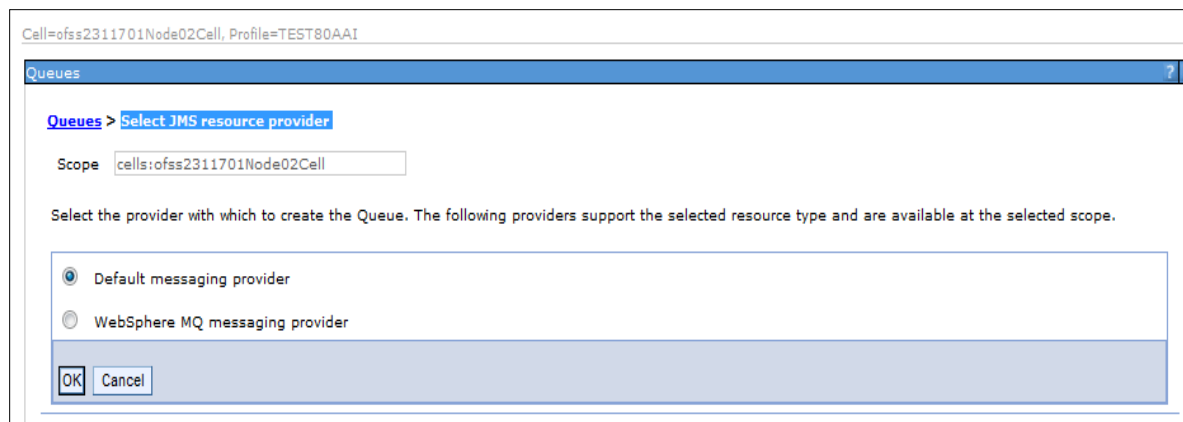 Cell=ofss2311701Node02Cell, Profile=TEST80AAI
Queues ?
Queues > Select JMS resource provider
Scope cells:ofss2311701Node02Cell
Select the provider with which to create the Queue. The following providers support the selected resource type and are available at the selected scope.
Default messaging provider
WebSphere MQ messaging provider
OK Cancel